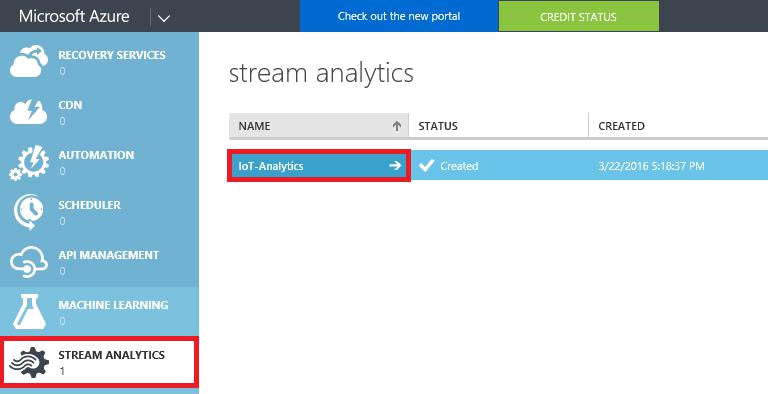 Microsoft Azure
Check out the new portal
CREDIT STATUS
RECOVERY SERVICES
0
CDN
0
AUTOMATION
0
SCHEDULER
0
API MANAGEMENT
0
MACHINE LEARNING
0
STREAM ANALYTICS
1
stream analytics
NAME STATUS CREATED
IoT-Analytics Created 3/22/2016 5:18:37 PM